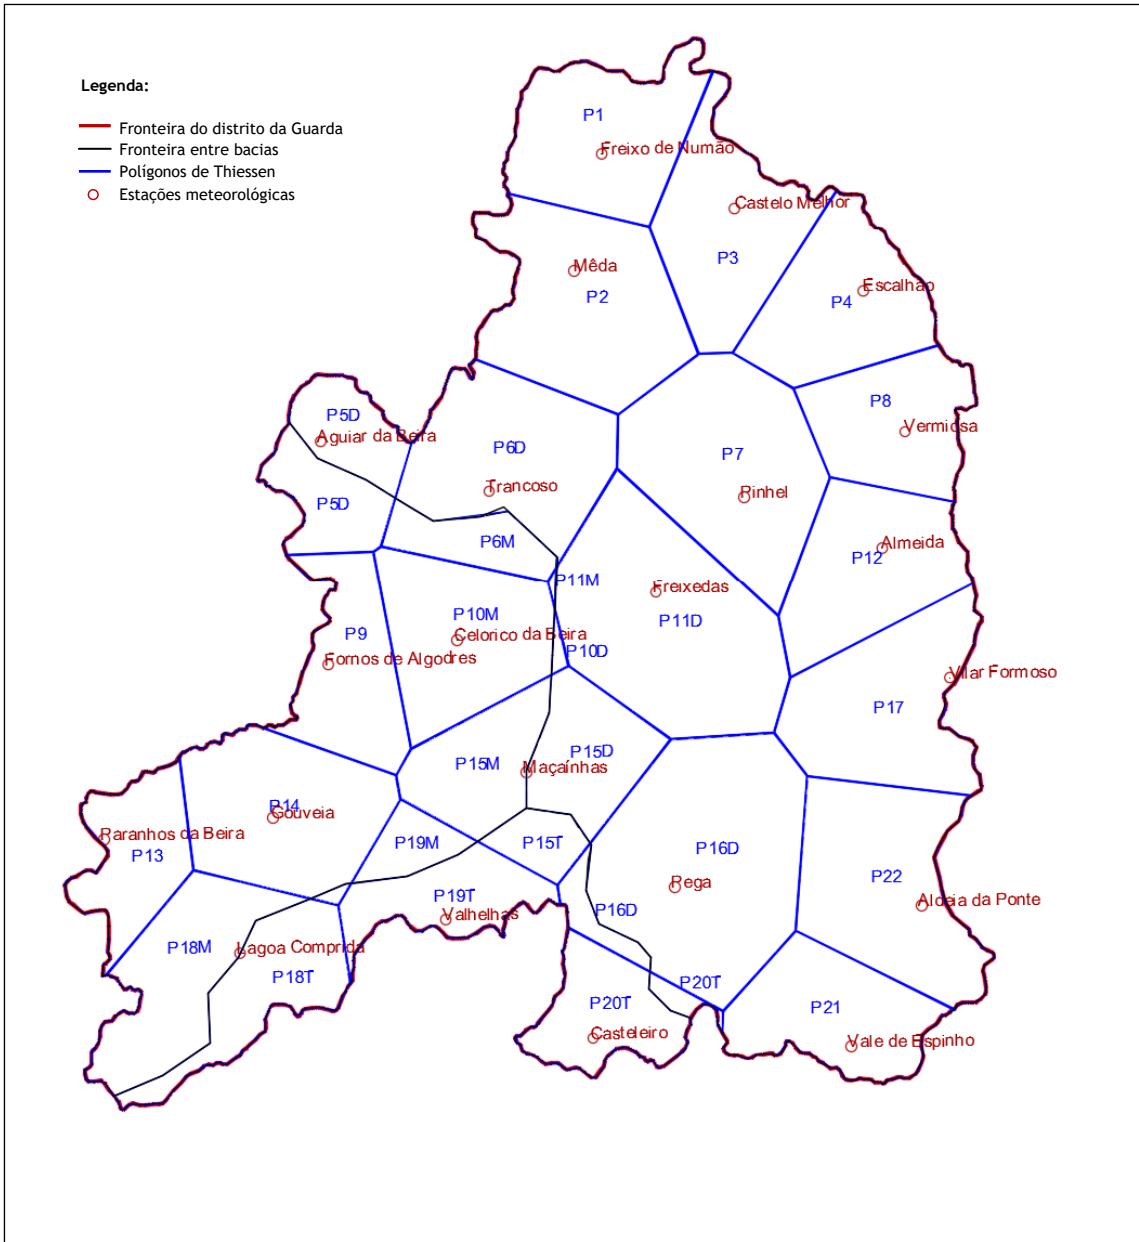 Legenda:
Fronteira do distrito da Guarda
Fronteira entre bacias
Polígonos de Thiessen
Estações meteorológicas
P1
Freixo de Numão
Castelo Melhor
P3
Mêda
P2
Escalhão
P4
P8
Vermiosa
P5D
Aguiar da Beira
P6D
P7
Trancoso
Pinhel
P5D
P6M
Almeida
P12
P11M
Freixedas
P10M
P11D
Celorico da Beira
P9
P10D
Fornos de Algodres
Vilar Formoso
P17
P15D
P15M
Maçaínhas
P14
Gouveia
Paranhos da Beira
P13
P19M
P15T
P16D
Pega
P22
P19T
Valhelhas
P16D
Aldeia da Ponte
P18M
Lagoa Comprida
P18T
P20T
P20T
P21
Casteleiro
Vale de Espinho